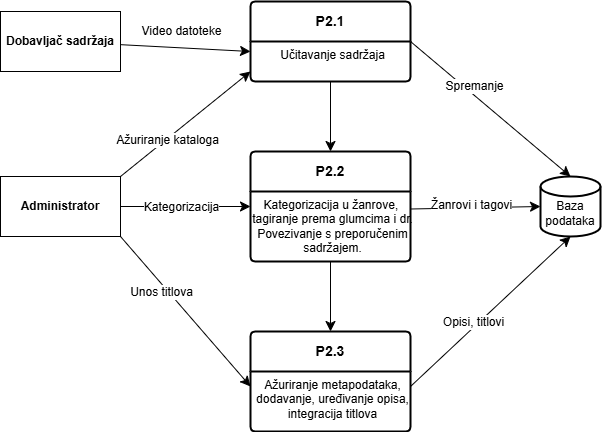 P2.1
Dobavljač sadržaja
Video datoteke
Učitavanje sadržaja
Spremanje
Ažuriranje kataloga
P2.2
Administrator
Kategorizacija
Kategorizacija u žanrove,
tagiranje prema glumcima i dr.
Povezivanje s preporučenim
sadržajem.
Žanrovi i tagovi
Baza
podataka
Unos titlova
Opisi, titlovi
P2.3
Ažuriranje metapodataka,
dodavanje, uređivanje opisa,
integracija titlova